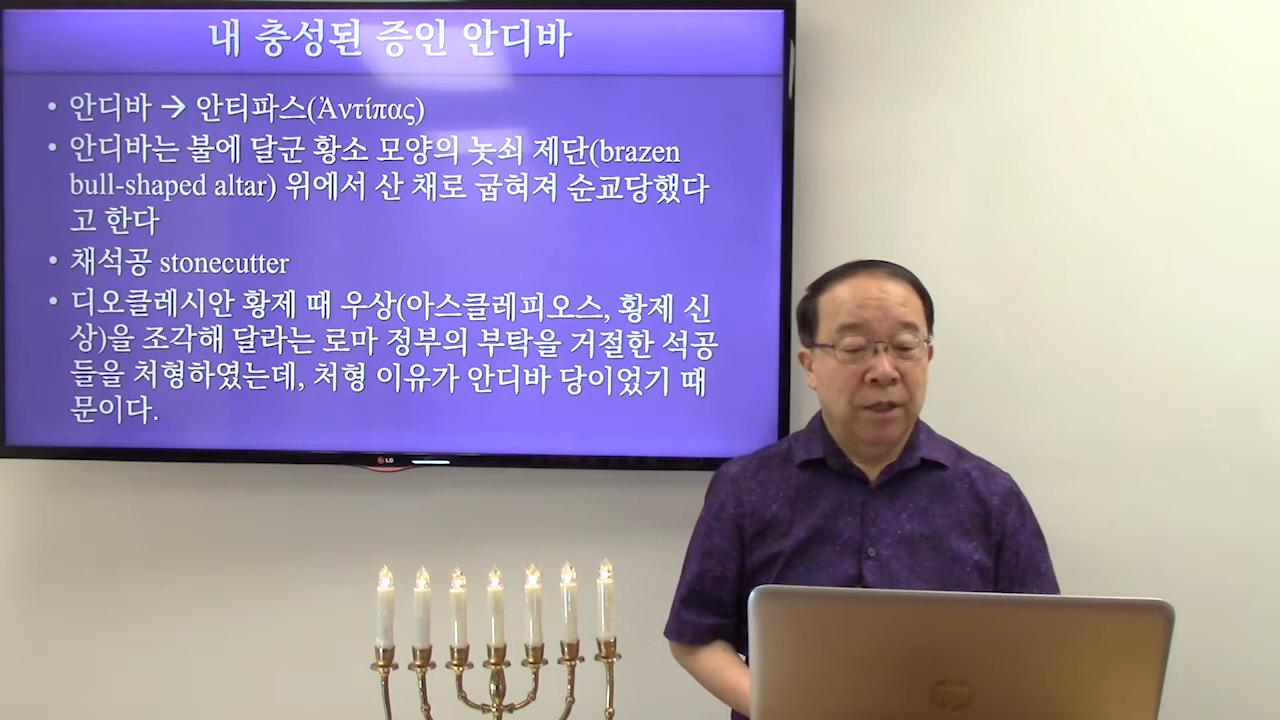 내 충성된 증인 안디바
• 안디바 → 안티파스(Ἀντίπας)
• 안디바는 불에 달군 황소 모양의 놋쇠 제단(brazen
bull-shaped altar) 위에서 산 채로 굽혀져 순교당했다
고 한다
• 채석공 stonecutter
• 디오클레시안 황제 때 우상(아스클레피오스, 황제 신
상)을 조각해 달라는 로마 정부의 부탁을 거절한 석공
들을 처형하였는데, 처형 이유가 안디바 당이었기 때
문이다.
LG
hp